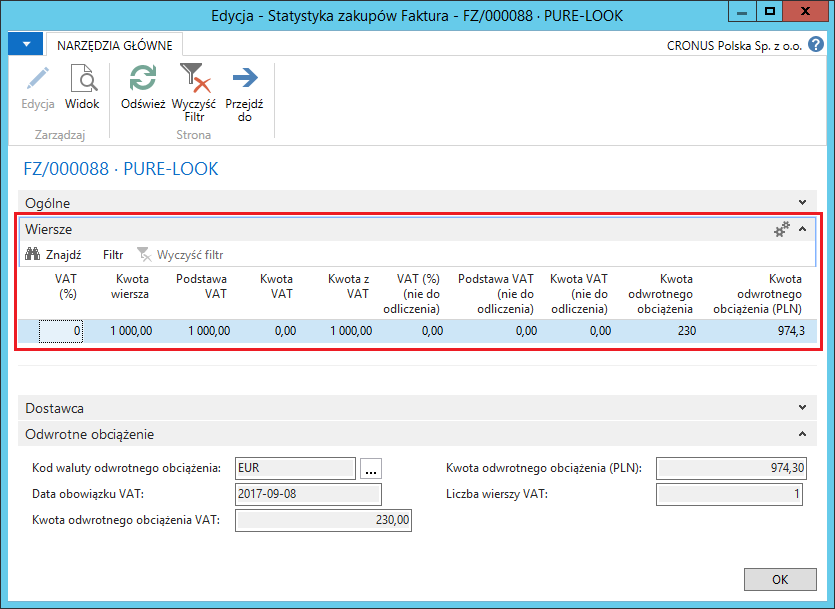 Edycja - Statystyka zakupów Faktura - FZ/000088 · PURE-LOOK
NARZĘDZIA GŁÓWNE
CRONUS Polska Sp. z o.o.
Edycja Widok Odśwież Wyczyść Przejdź
Filtr do
Zarządzaj Strona
FZ/000088 · PURE-LOOK
Ogólne
Wiersze
Znajdź Filtr Wyczyść filtr
VAT Kwota Podstawa Kwota Kwota z VAT (%) Podstawa VAT Kwota VAT Kwota Kwota
(%) wiersza VAT VAT VAT (nie do (nie do (nie do odwrotnego odwrotnego
odliczenia) odliczenia) odliczenia) obciążenia obciążenia (PLN)
0 1 000,00 1 000,00 0,00 1 000,00 0,00 0,00 0,00 230 974,3
Dostawca
Odwrotne obciążenie
Kod waluty odwrotnego obciążenia: EUR ... Kwota odwrotnego obciążenia (PLN): 974,30
Data obowiązku VAT: 2017-09-08 Liczba wierszy VAT: 1
Kwota odwrotnego obciążenia VAT: 230,00
OK